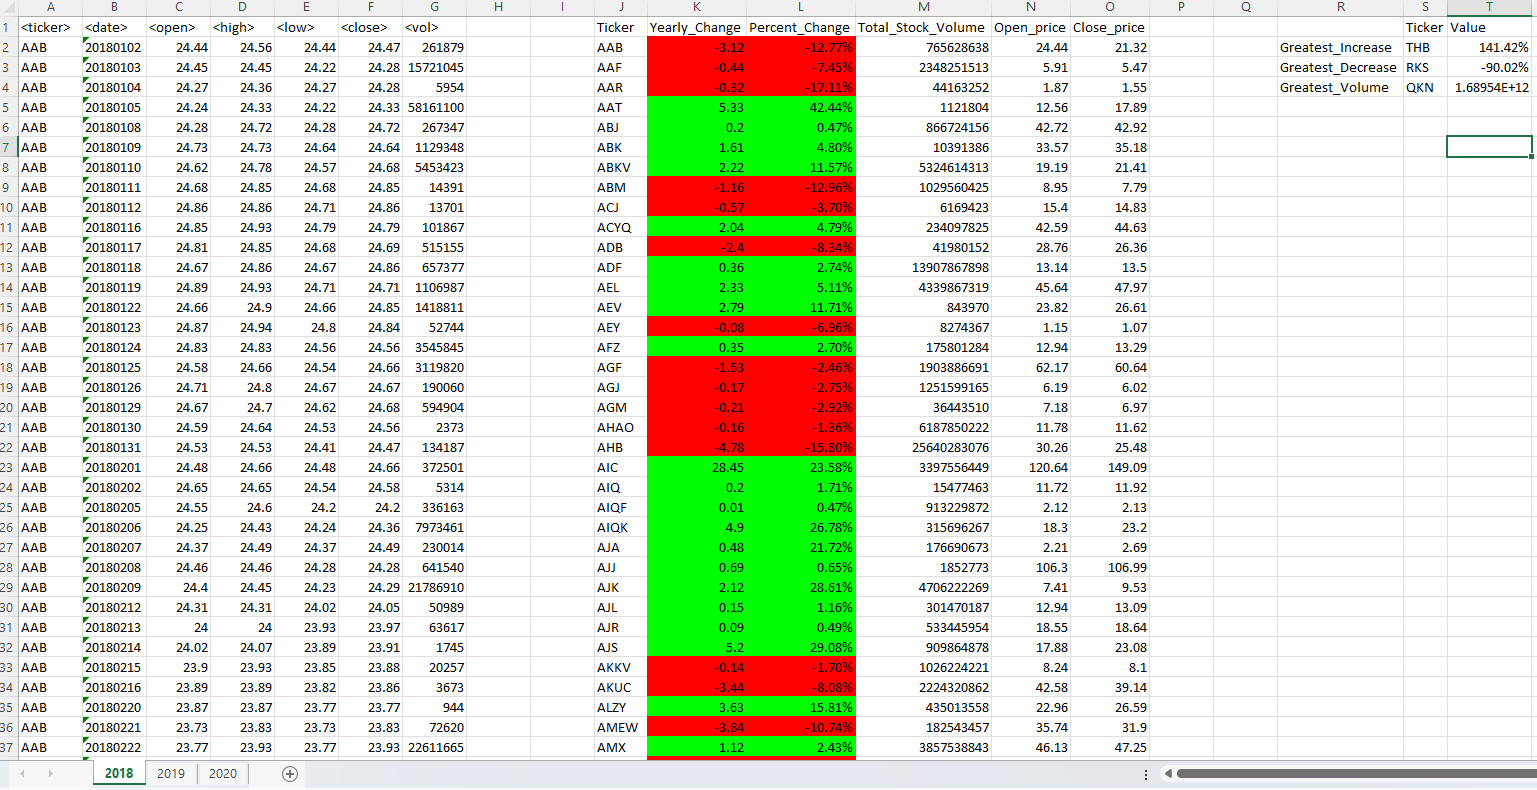 A B C D E F G H I J K L M N O P Q R S T
1 <ticker> <date> <open> <high> <low> <close> <vol> Ticker Yearly_Change Percent_Change Total_Stock_Volume Open_price Close_price Ticker Value
2 AAB 20180102 24.44 24.56 24.44 24.47 261879 AAB -3.12 -12.77% 765628638 24.44 21.32 Greatest_Increase THB 141.42%
3 AAB 20180103 24.45 24.45 24.22 24.28 15721045 AAF -0.44 -7.45% 2348251513 5.91 5.47 Greatest_Decrease RKS -90.02%
4 AAB 20180104 24.27 24.36 24.27 24.28 5954 AAR -0.32 -17.11% 44163252 1.87 1.55 Greatest_Volume QKN 1.68954E+12
5 AAB 20180105 24.24 24.33 24.22 24.33 58161100 AAT 5.33 42.44% 1121804 12.56 17.89
6 AAB 20180108 24.28 24.72 24.28 24.72 267347 ABJ 0.2 0.47% 866724156 42.72 42.92
7 AAB 20180109 24.73 24.73 24.64 24.64 1129348 ABK 1.61 4.80% 10391386 33.57 35.18
8 AAB 20180110 24.62 24.78 24.57 24.68 5453423 ABKV 2.22 11.57% 5324614313 19.19 21.41
9 AAB 20180111 24.68 24.85 24.68 24.85 14391 ABM -1.16 -12.96% 1029560425 8.95 7.79
10 AAB 20180112 24.86 24.86 24.71 24.86 13701 ACJ -0.57 -3.70% 6169423 15.4 14.83
11 AAB 20180116 24.85 24.93 24.79 24.79 101867 ACYQ 2.04 4.79% 234097825 42.59 44.63
12 AAB 20180117 24.81 24.85 24.68 24.69 515155 ADB -2.4 -8.34% 41980152 28.76 26.36
13 AAB 20180118 24.67 24.86 24.67 24.86 657377 ADF 0.36 2.74% 13907867898 13.14 13.5
14 AAB 20180119 24.89 24.93 24.71 24.71 1106987 AEL 2.33 5.11% 4339867319 45.64 47.97
15 AAB 20180122 24.66 24.9 24.66 24.85 1418811 AEV 2.79 11.71% 843970 23.82 26.61
16 AAB 20180123 24.87 24.94 24.8 24.84 52744 AEY -0.08 -6.96% 8274367 1.15 1.07
17 AAB 20180124 24.83 24.83 24.56 24.56 3545845 AFZ 0.35 2.70% 175801284 12.94 13.29
18 AAB 20180125 24.58 24.66 24.54 24.66 3119820 AGF -1.53 -2.46% 1903886691 62.17 60.64
19 AAB 20180126 24.71 24.8 24.67 24.67 190060 AGJ -0.17 -2.75% 1251599165 6.19 6.02
20 AAB 20180129 24.67 24.7 24.62 24.68 594904 AGM -0.21 -2.92% 36443510 7.18 6.97
21 AAB 20180130 24.59 24.64 24.53 24.56 2373 AHAO -0.16 -1.36% 6187850222 11.78 11.62
22 AAB 20180131 24.53 24.53 24.41 24.47 134187 AHB -4.78 -15.80% 25640283076 30.26 25.48
23 AAB 20180201 24.48 24.66 24.48 24.66 372501 AIC 28.45 23.58% 3397556449 120.64 149.09
24 AAB 20180202 24.65 24.65 24.54 24.58 5314 AIQ 0.2 1.71% 15477463 11.72 11.92
25 AAB 20180205 24.55 24.6 24.2 24.2 336163 AIQF 0.01 0.47% 913229872 2.12 2.13
26 AAB 20180206 24.25 24.43 24.24 24.36 7973461 AIQK 4.9 26.78% 315696267 18.3 23.2
27 AAB 20180207 24.37 24.49 24.37 24.49 230014 AJA 0.48 21.72% 176690673 2.21 2.69
28 AAB 20180208 24.46 24.46 24.28 24.28 641540 AJJ 0.69 0.65% 1852773 106.3 106.99
29 AAB 20180209 24.4 24.45 24.23 24.29 21786910 AJK 2.12 28.61% 4706222269 7.41 9.53
30 AAB 20180212 24.31 24.31 24.02 24.05 50989 AJL 0.15 1.16% 301470187 12.94 13.09
31 AAB 20180213 24 24 23.93 23.97 63617 AJR 0.09 0.49% 533445954 18.55 18.64
32 AAB 20180214 24.02 24.07 23.89 23.91 1745 AJS 5.2 29.08% 909864878 17.88 23.08
33 AAB 20180215 23.9 23.93 23.85 23.88 20257 AKKV -0.14 -1.70% 1026224221 8.24 8.1
34 AAB 20180216 23.89 23.89 23.82 23.86 3673 AKUC -3.44 -8.08% 2224320862 42.58 39.14
35 AAB 20180220 23.87 23.87 23.77 23.77 944 ALZY 3.63 15.81% 435013558 22.96 26.59
36 AAB 20180221 23.73 23.83 23.73 23.83 72620 AMEW -3.84 -10.74% 182543457 35.74 31.9
37 AAB 20180222 23.77 23.93 23.77 23.93 22611665 AMX 1.12 2.43% 3857538843 46.13 47.25
2018 2019 2020